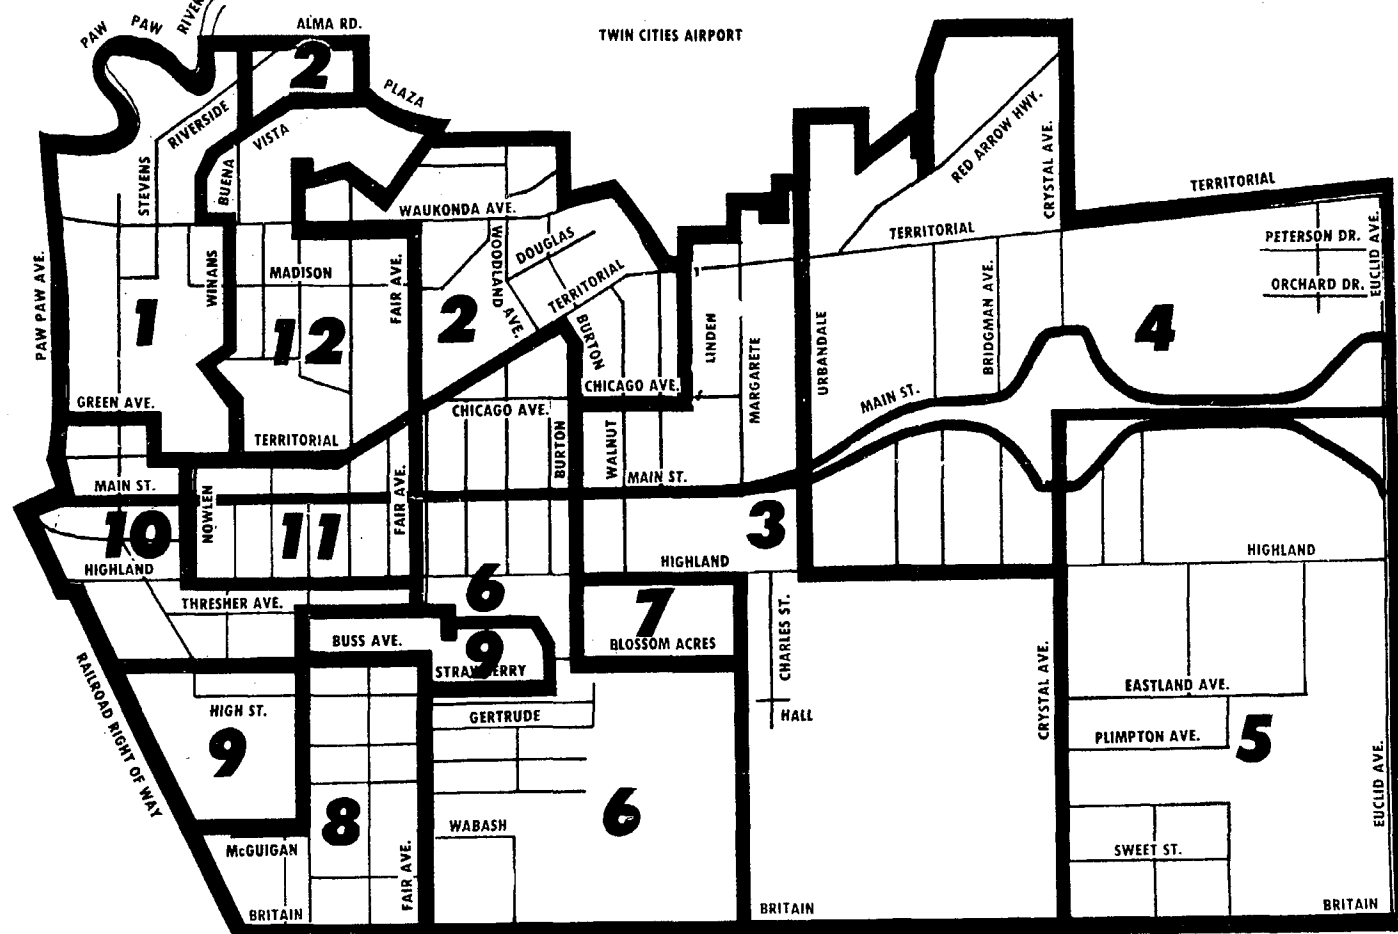 PAW PAW RIVER
ALMA RD.
TWIN CITIES AIRPORT
2
PLAZA
RIVERSIDE
VISTA
RED ARROW HWY.
CRYSTAL AVE.
STEVENS
BUENA
TERRITORIAL
WAUKONDA AVE.
WOODLAND AVE.
DOUGLAS
TERRITORIAL
PETERSON DR.
EUCLID AVE.
PAW PAW AVE.
WINANS
MADISON
FAIR AVE.
TERRITORIAL
ORCHARD DR.
1
12
2
BURTON
LINDEN
MARGARETE
URBANDALE
BRIDGMAN AVE.
4
CHICAGO AVE.
GREEN AVE.
CHICAGO AVE.
MAIN ST.
TERRITORIAL
BURTON
WALNUT
MAIN ST.
MAIN ST.
NOWLEN
FAIR AVE.
10
11
3
HIGHLAND
HIGHLAND
HIGHLAND
6
THRESHER AVE.
7
BUSS AVE.
9
BLOSSOM ACRES
CHARLES ST.
STRAWBERRY
RAILROAD RIGHT OF WAY
HIGH ST.
GERTRUDE
HALL
CRYSTAL AVE.
EASTLAND AVE.
PLIMPTON AVE.
5
9
8
6
EUCLID AVE.
WABASH
McGUIGAN
FAIR AVE.
SWEET ST.
BRITAIN
BRITAIN
BRITAIN